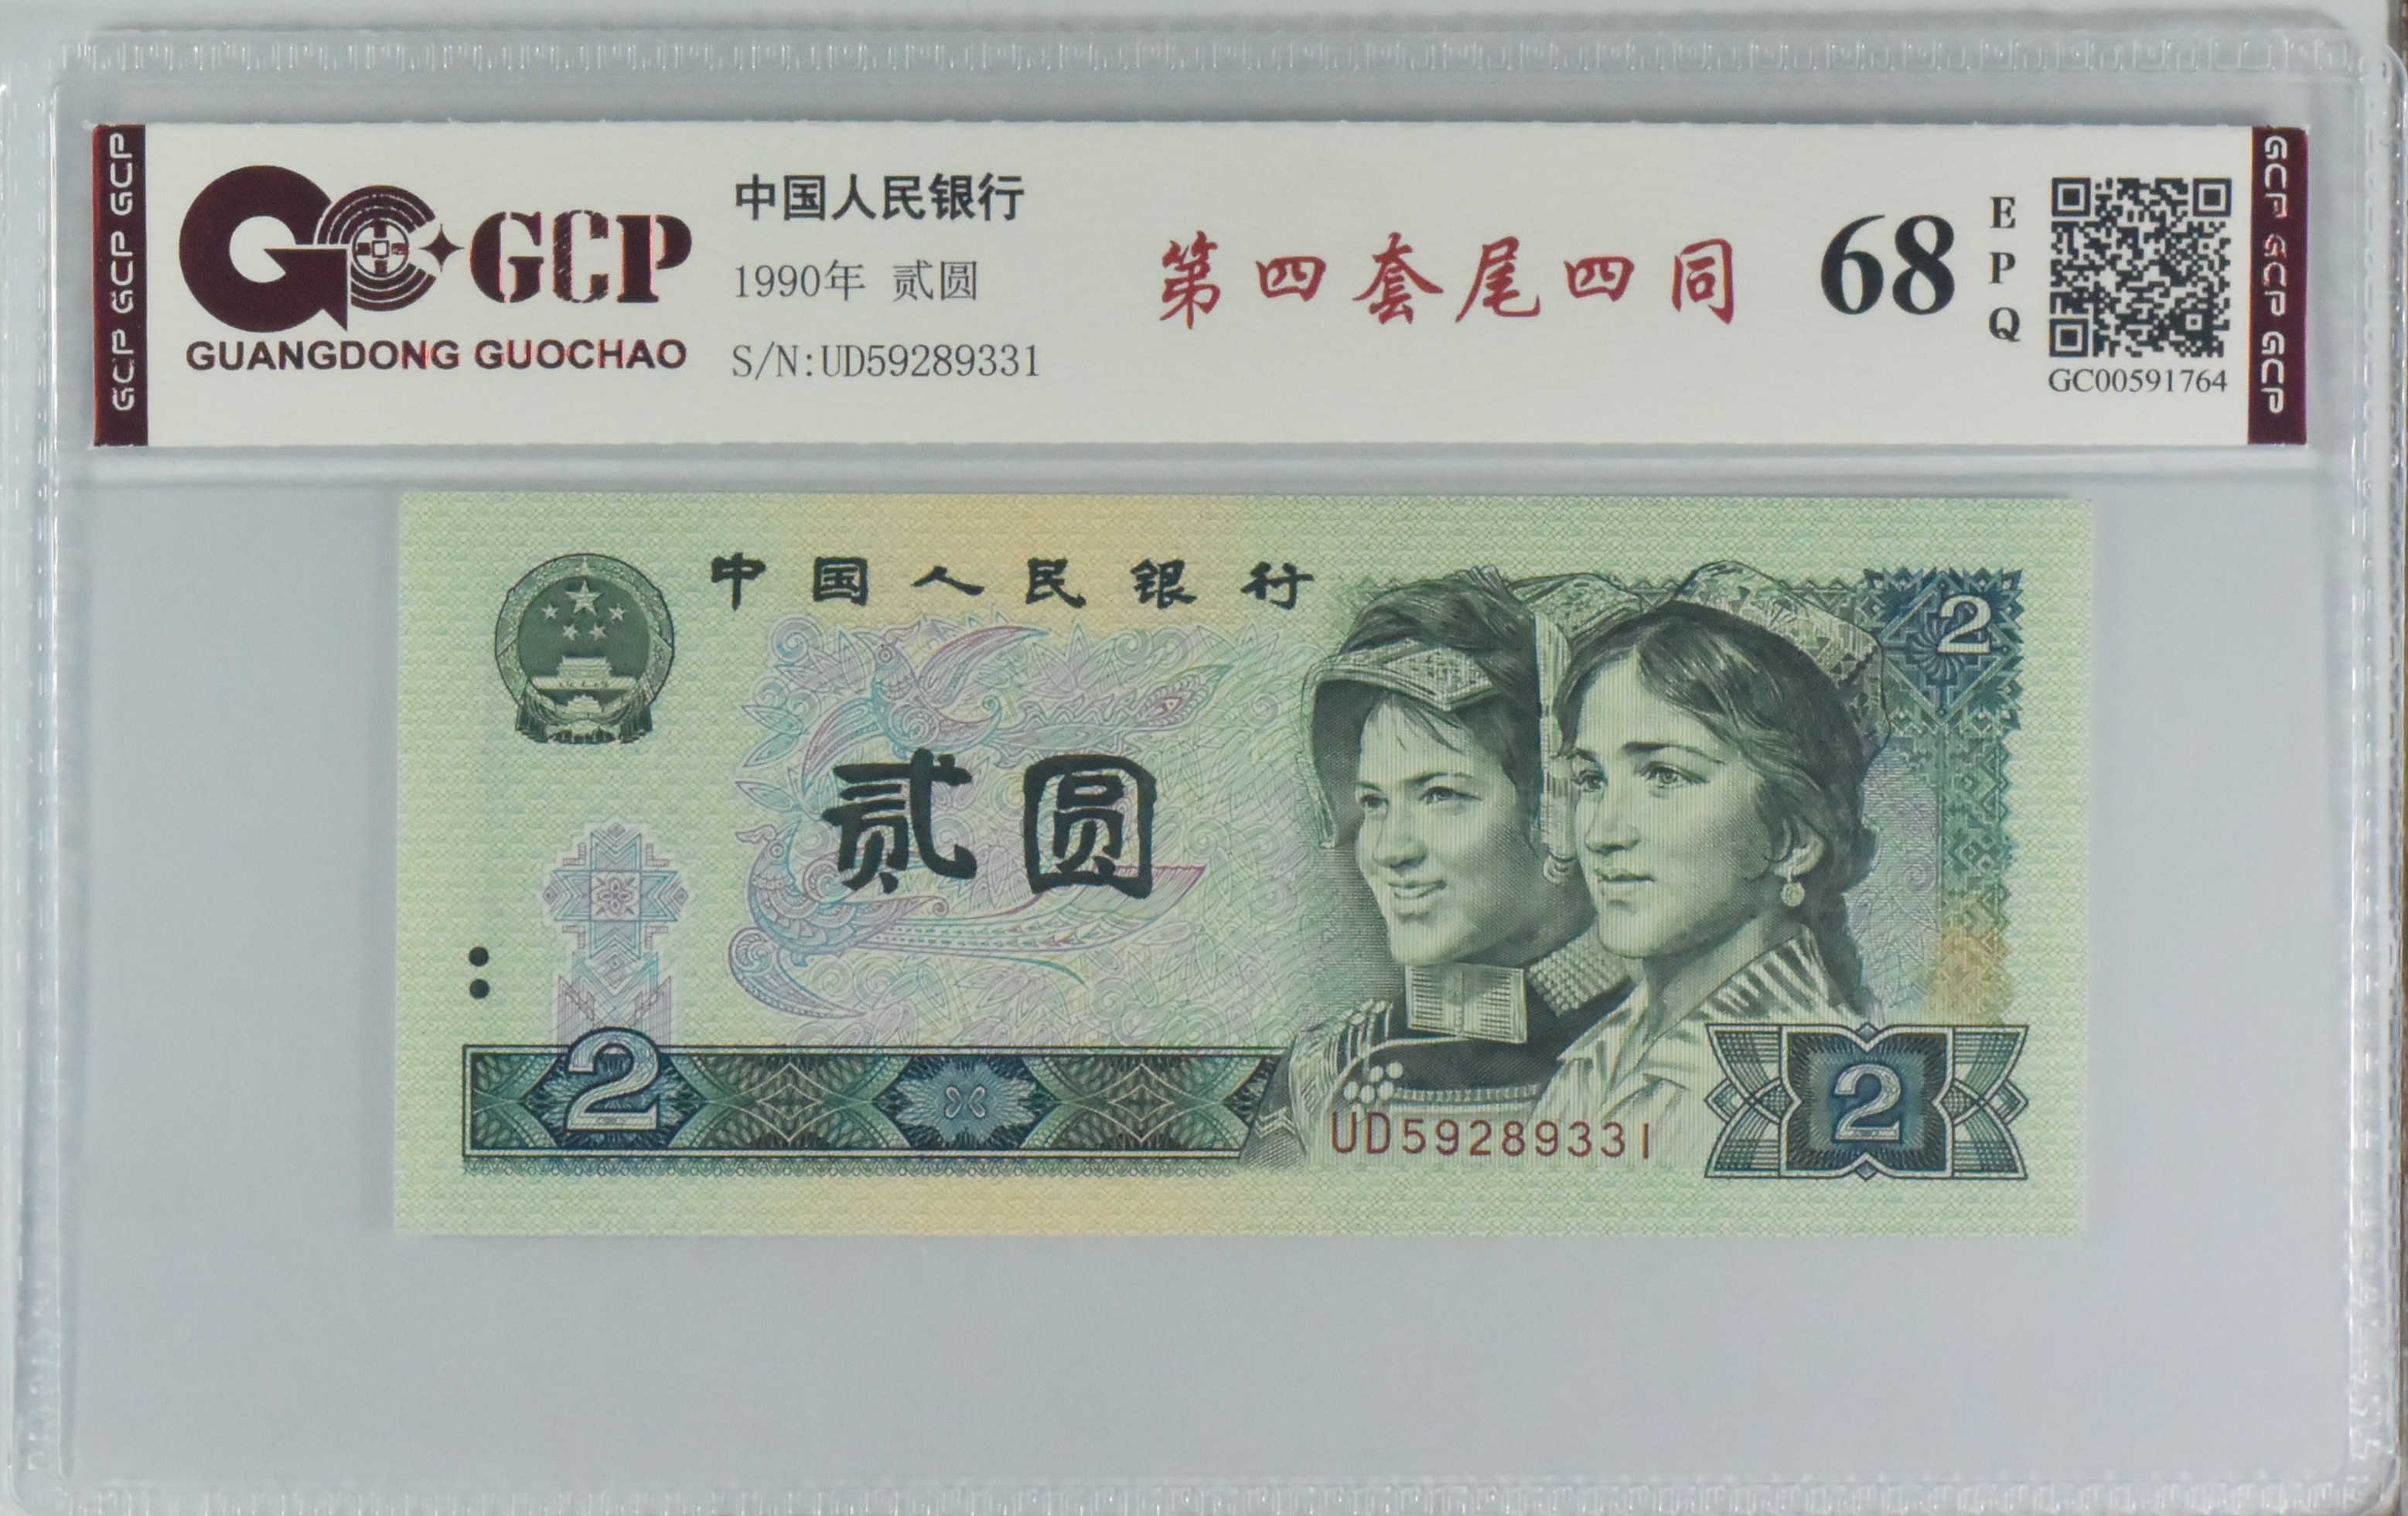 GCP GCP GCP
GCP
GUANGDONG GUOCHAO
中国人民银行
1990年 贰圆
S/N:UD59289331
第四套尾四同
68
E
P
Q
GC00591764
GCP GCP GCP
中国人民银行
2
贰圆
2
UD59289331
2